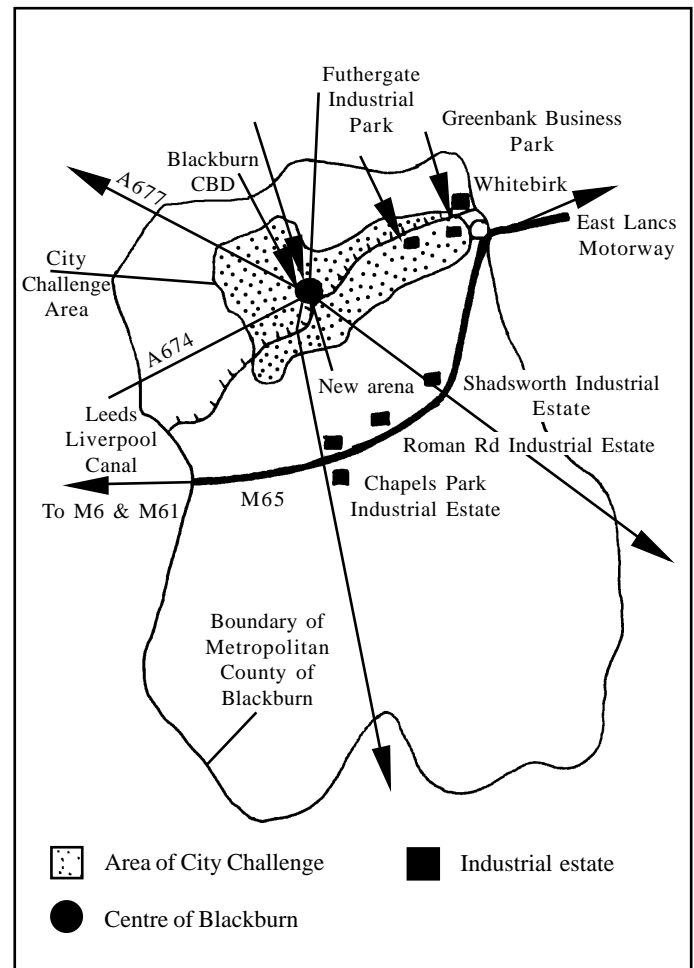 Futhergate
Industrial
Park
Greenbank Business
Park
Blackburn
CBD
Whitebirk
A677
East Lancs
Motorway
City
Challenge
Area
A674
New arena
Shadsworth Industrial
Estate
Leeds
Liverpool
Canal
Roman Rd Industrial Estate
Chapels Park
Industrial Estate
M65
To M6 & M61
Boundary of
Metropolitan
County of
Blackburn
Area of City Challenge
Industrial estate
Centre of Blackburn